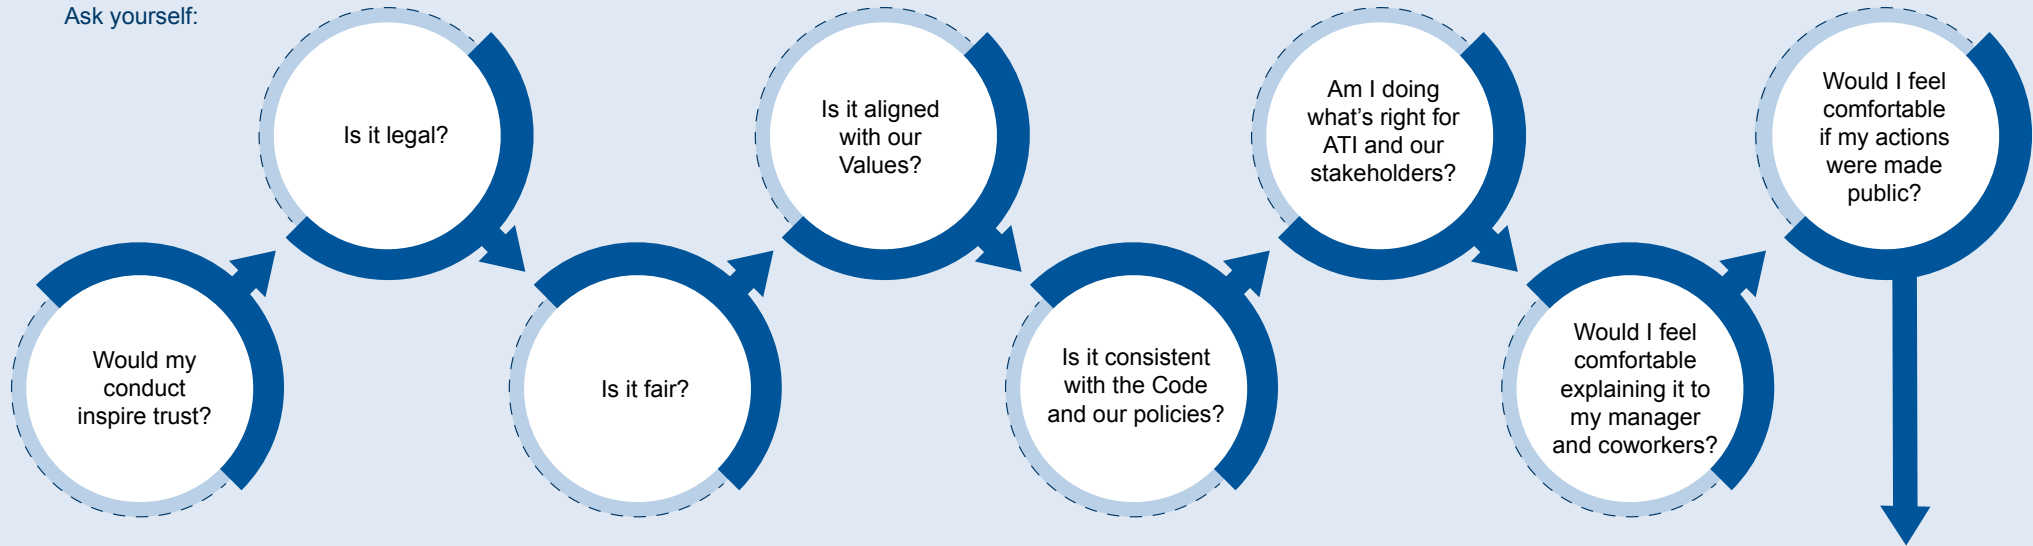 Ask yourself:
Would my
conduct
inspire trust?
Is it legal?
Is it fair?
Is it aligned
with our
Values?
Is it consistent
with the Code
and our policies?
Am I doing
what’s right for
ATI and our
stakeholders?
Would I feel
comfortable
explaining it to
my manager
and coworkers?
Would I feel
comfortable
if my actions
were made
public?